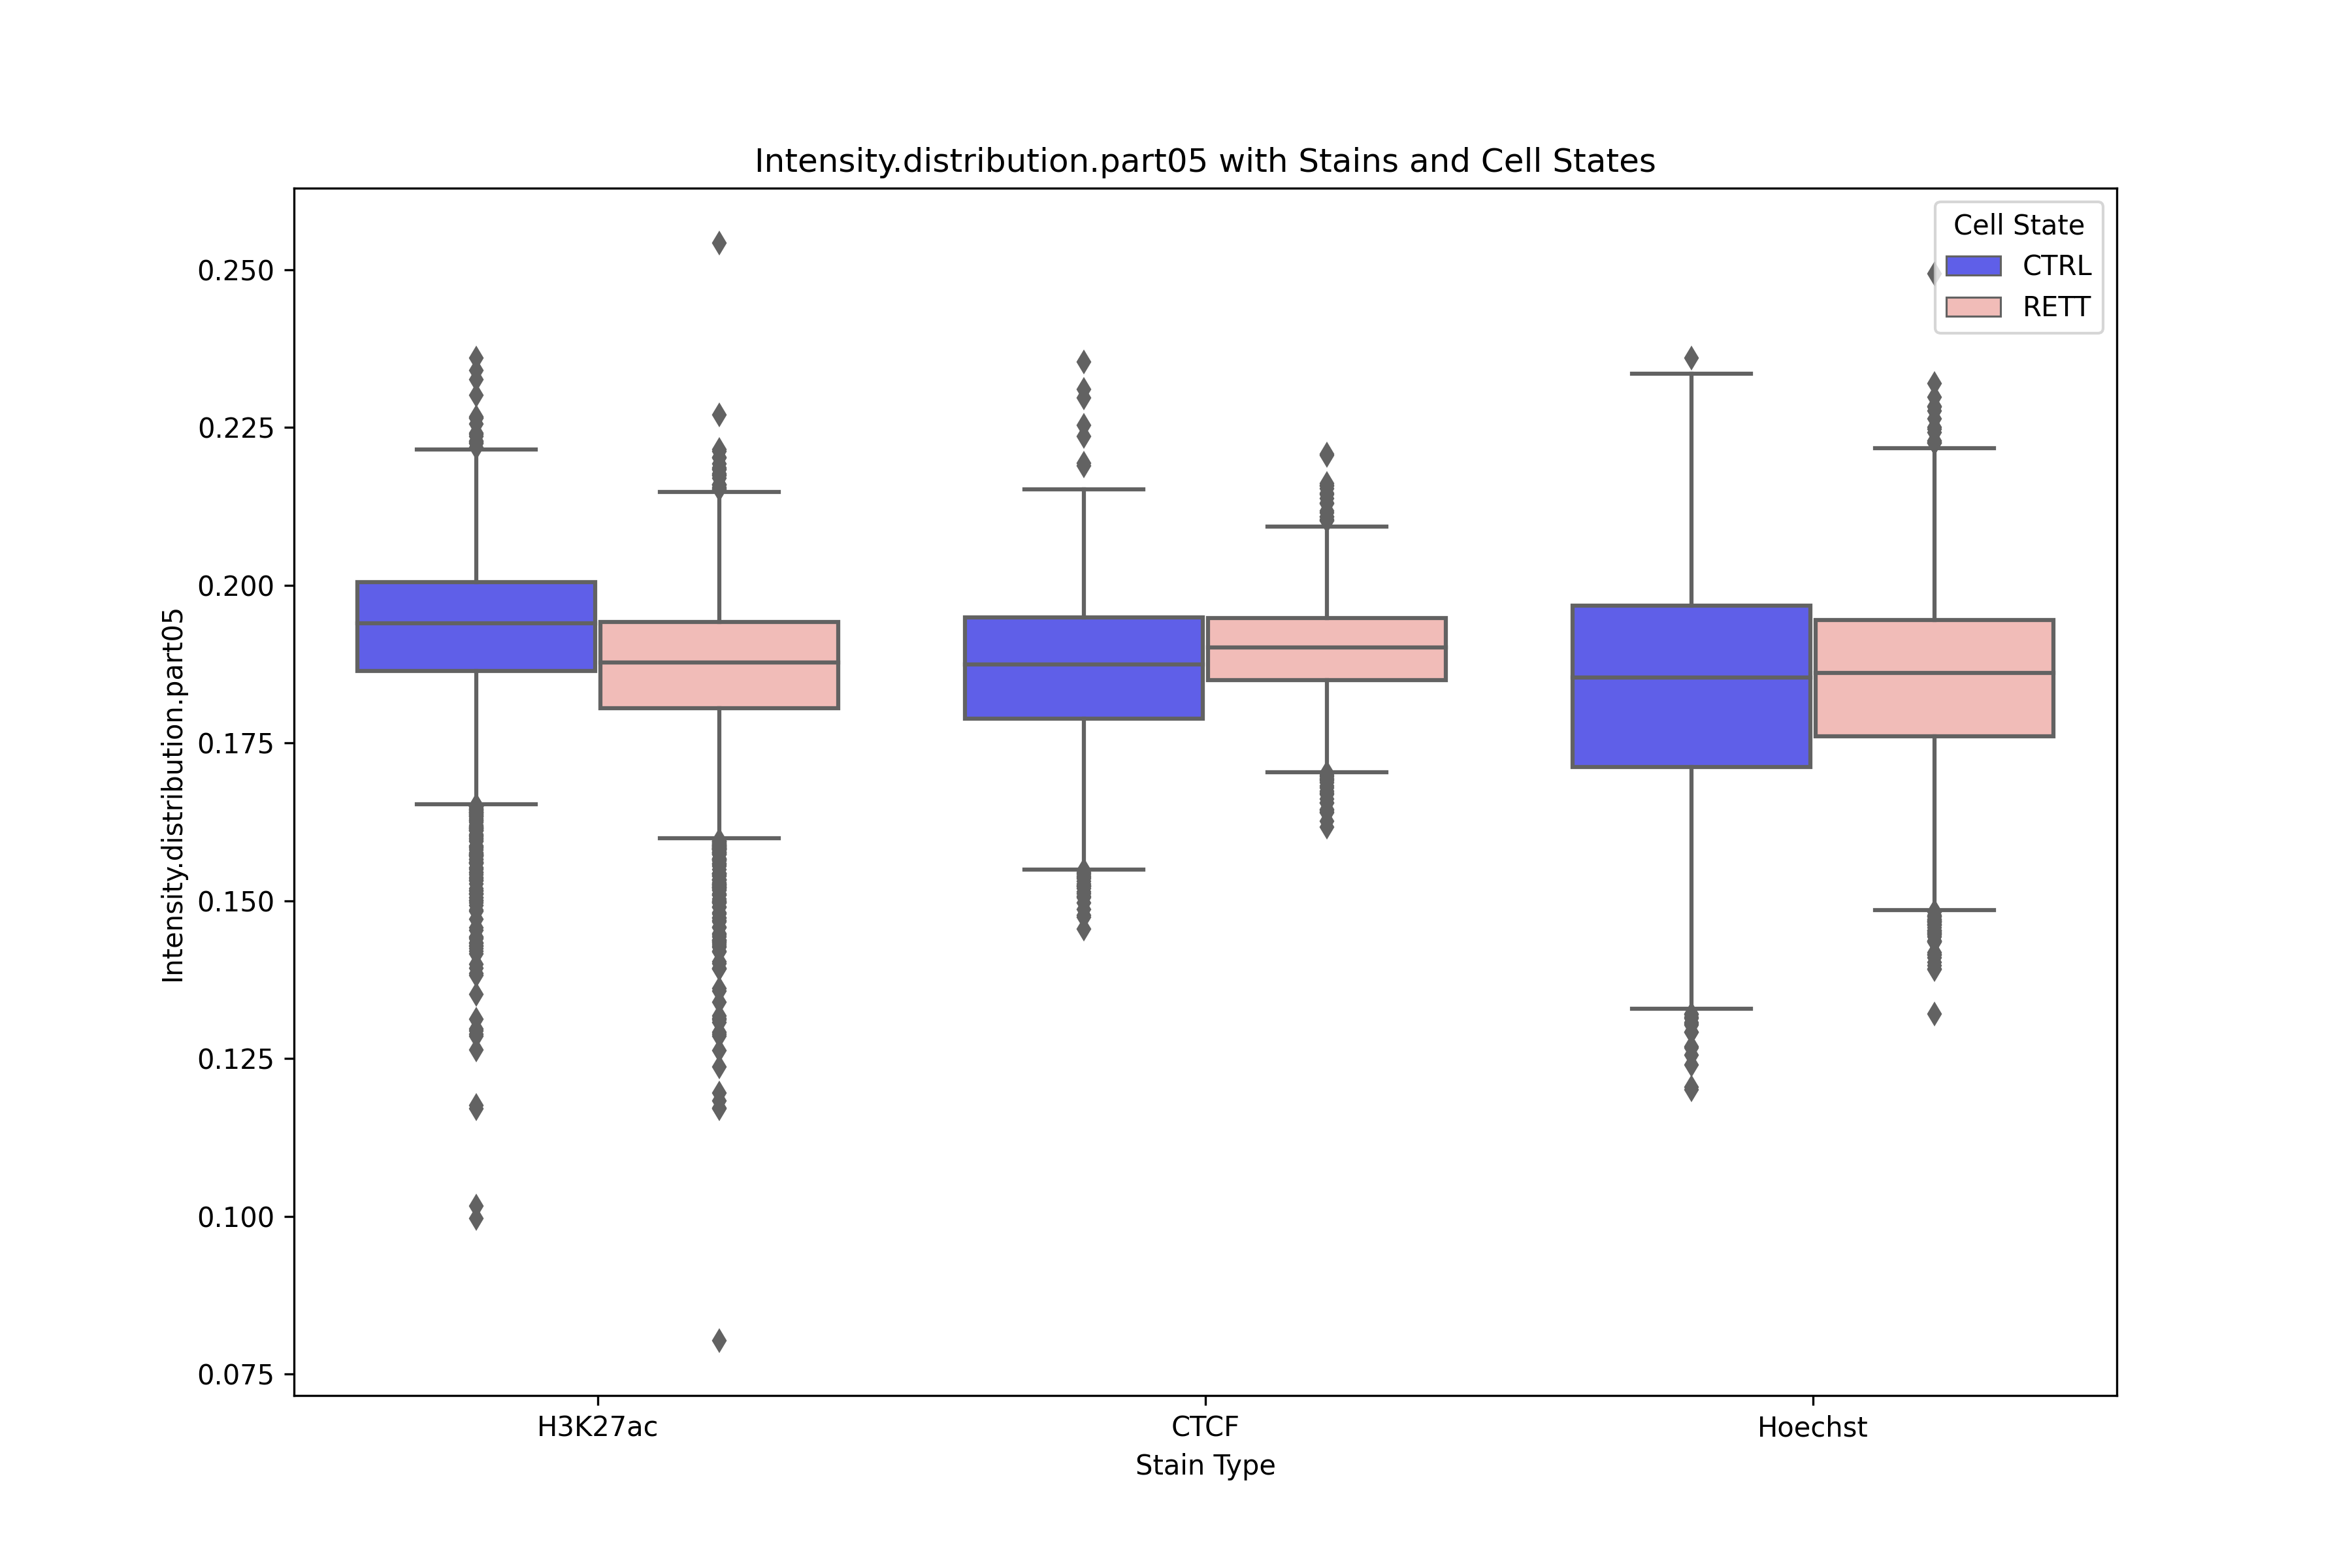 Intensity.distribution.part05 with Stains and Cell States
Cell State
CTRL
RETT
Intensity.distribution.part05
0.250
0.225
0.200
0.175
0.150
0.125
0.100
0.075
H3K27ac
CTCF
Hoechst
Stain Type